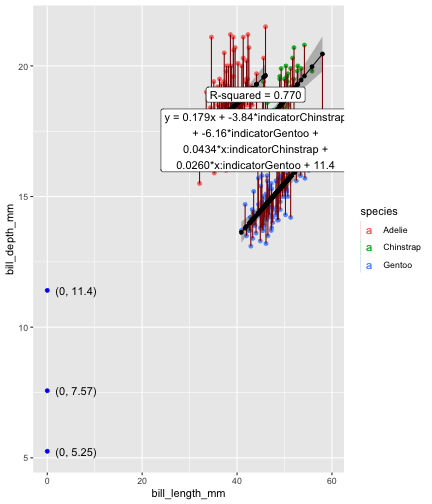 R-squared = 0.770
y = 0.179x + -3.84*indicatorChinstrap
+ -6.16*indicatorGentoo +
0.0434*x:indicatorChinstrap +
0.0260*x:indicatorGentoo + 11.4
20
15
10
5
(0, 11.4)
(0, 7.57)
(0, 5.25)
0
20
40
60
bill_length_mm
bill_depth_mm
species
a Adelie
a Chinstrap
a Gentoo